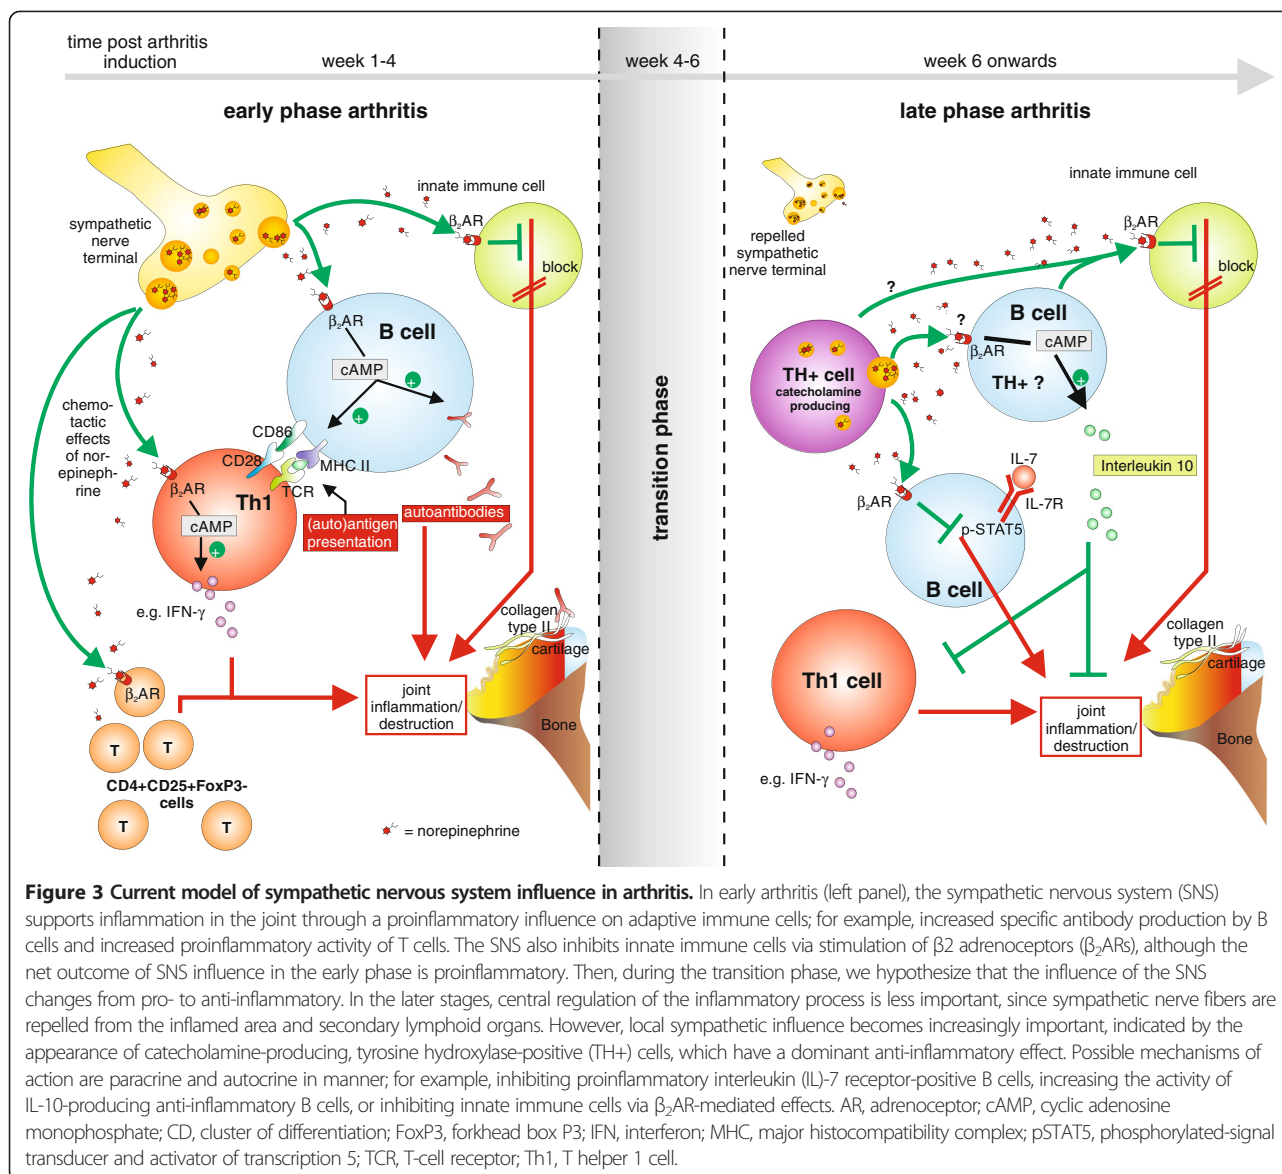 time post arthritis
induction
week 1-4
week 4-6
week 6 onwards
early phase arthritis
sympathetic
nerve
terminal
innate immune cell
β₂AR
block
β₂AR
B cell
cAMP
+
+
chemo-
tactic
effects
of nor-
epineph-
rine
CD86
CD28
MHC II
TCR
β₂AR
Th1
cAMP
+
(auto)antigen
presentation
autoantibodies
e.g. IFN-γ
collagen
type II
cartilage
β₂AR
joint
inflammation/
destruction
Bone
T
T
CD4+CD25+FoxP3-
cells
T
T
= norepinephrine
transition phase
late phase arthritis
repelled
sympathetic
nerve terminal
innate immune cell
β₂AR
block
?
?
B cell
cAMP
β₂AR
TH+ ?
+
TH+ cell
catecholamine
producing
IL-7
IL-7R
Interleukin 10
β₂AR
p-STAT5
B cell
collagen
type II
cartilage
Th1 cell
joint
inflammation/
destruction
Bone
e.g. IFN-γ
Figure 3 Current model of sympathetic nervous system influence in arthritis. In early arthritis (left panel), the sympathetic nervous system (SNS)
supports inflammation in the joint through a proinflammatory influence on adaptive immune cells; for example, increased specific antibody production by B
cells and increased proinflammatory activity of T cells. The SNS also inhibits innate immune cells via stimulation of β2 adrenoceptors (β₂ARs), although the
net outcome of SNS influence in the early phase is proinflammatory. Then, during the transition phase, we hypothesize that the influence of the SNS
changes from pro- to anti-inflammatory. In the later stages, central regulation of the inflammatory process is less important, since sympathetic nerve fibers are
repelled from the inflamed area and secondary lymphoid organs. However, local sympathetic influence becomes increasingly important, indicated by the
appearance of catecholamine-producing, tyrosine hydroxylase-positive (TH+) cells, which have a dominant anti-inflammatory effect. Possible mechanisms of
action are paracrine and autocrine in manner; for example, inhibiting proinflammatory interleukin (IL)-7 receptor-positive B cells, increasing the activity of
IL-10-producing anti-inflammatory B cells, or inhibiting innate immune cells via β₂AR-mediated effects. AR, adrenoceptor; cAMP, cyclic adenosine
monophosphate; CD, cluster of differentiation; FoxP3, forkhead box P3; IFN, interferon; MHC, major histocompatibility complex; pSTAT5, phosphorylated-signal
transducer and activator of transcription 5; TCR, T-cell receptor; Th1, T helper 1 cell.